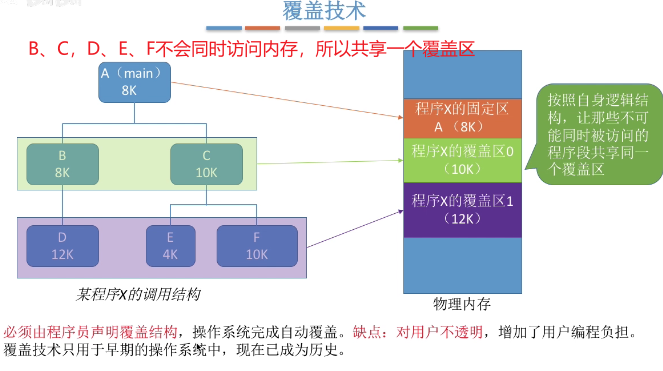 覆盖技术
B、C，D、E、F不会同时访问内存，所以共享一个覆盖区
A（main）
8K
B
8K
C
10K
D
12K
E
4K
F
10K
某程序X的调用结构
程序X的固定区
A（8K）
程序X的覆盖区0
（10K）
程序X的覆盖区1
（12K）
物理内存
按照自身逻辑结
构，让那些不可
能同时被访问的
程序段共享同一
个覆盖区
必须由程序员声明覆盖结构，操作系统完成自动覆盖。缺点：对用户不透明，增加了用户编程负担。
覆盖技术只用于早期的操作系统中，现在已成为历史。